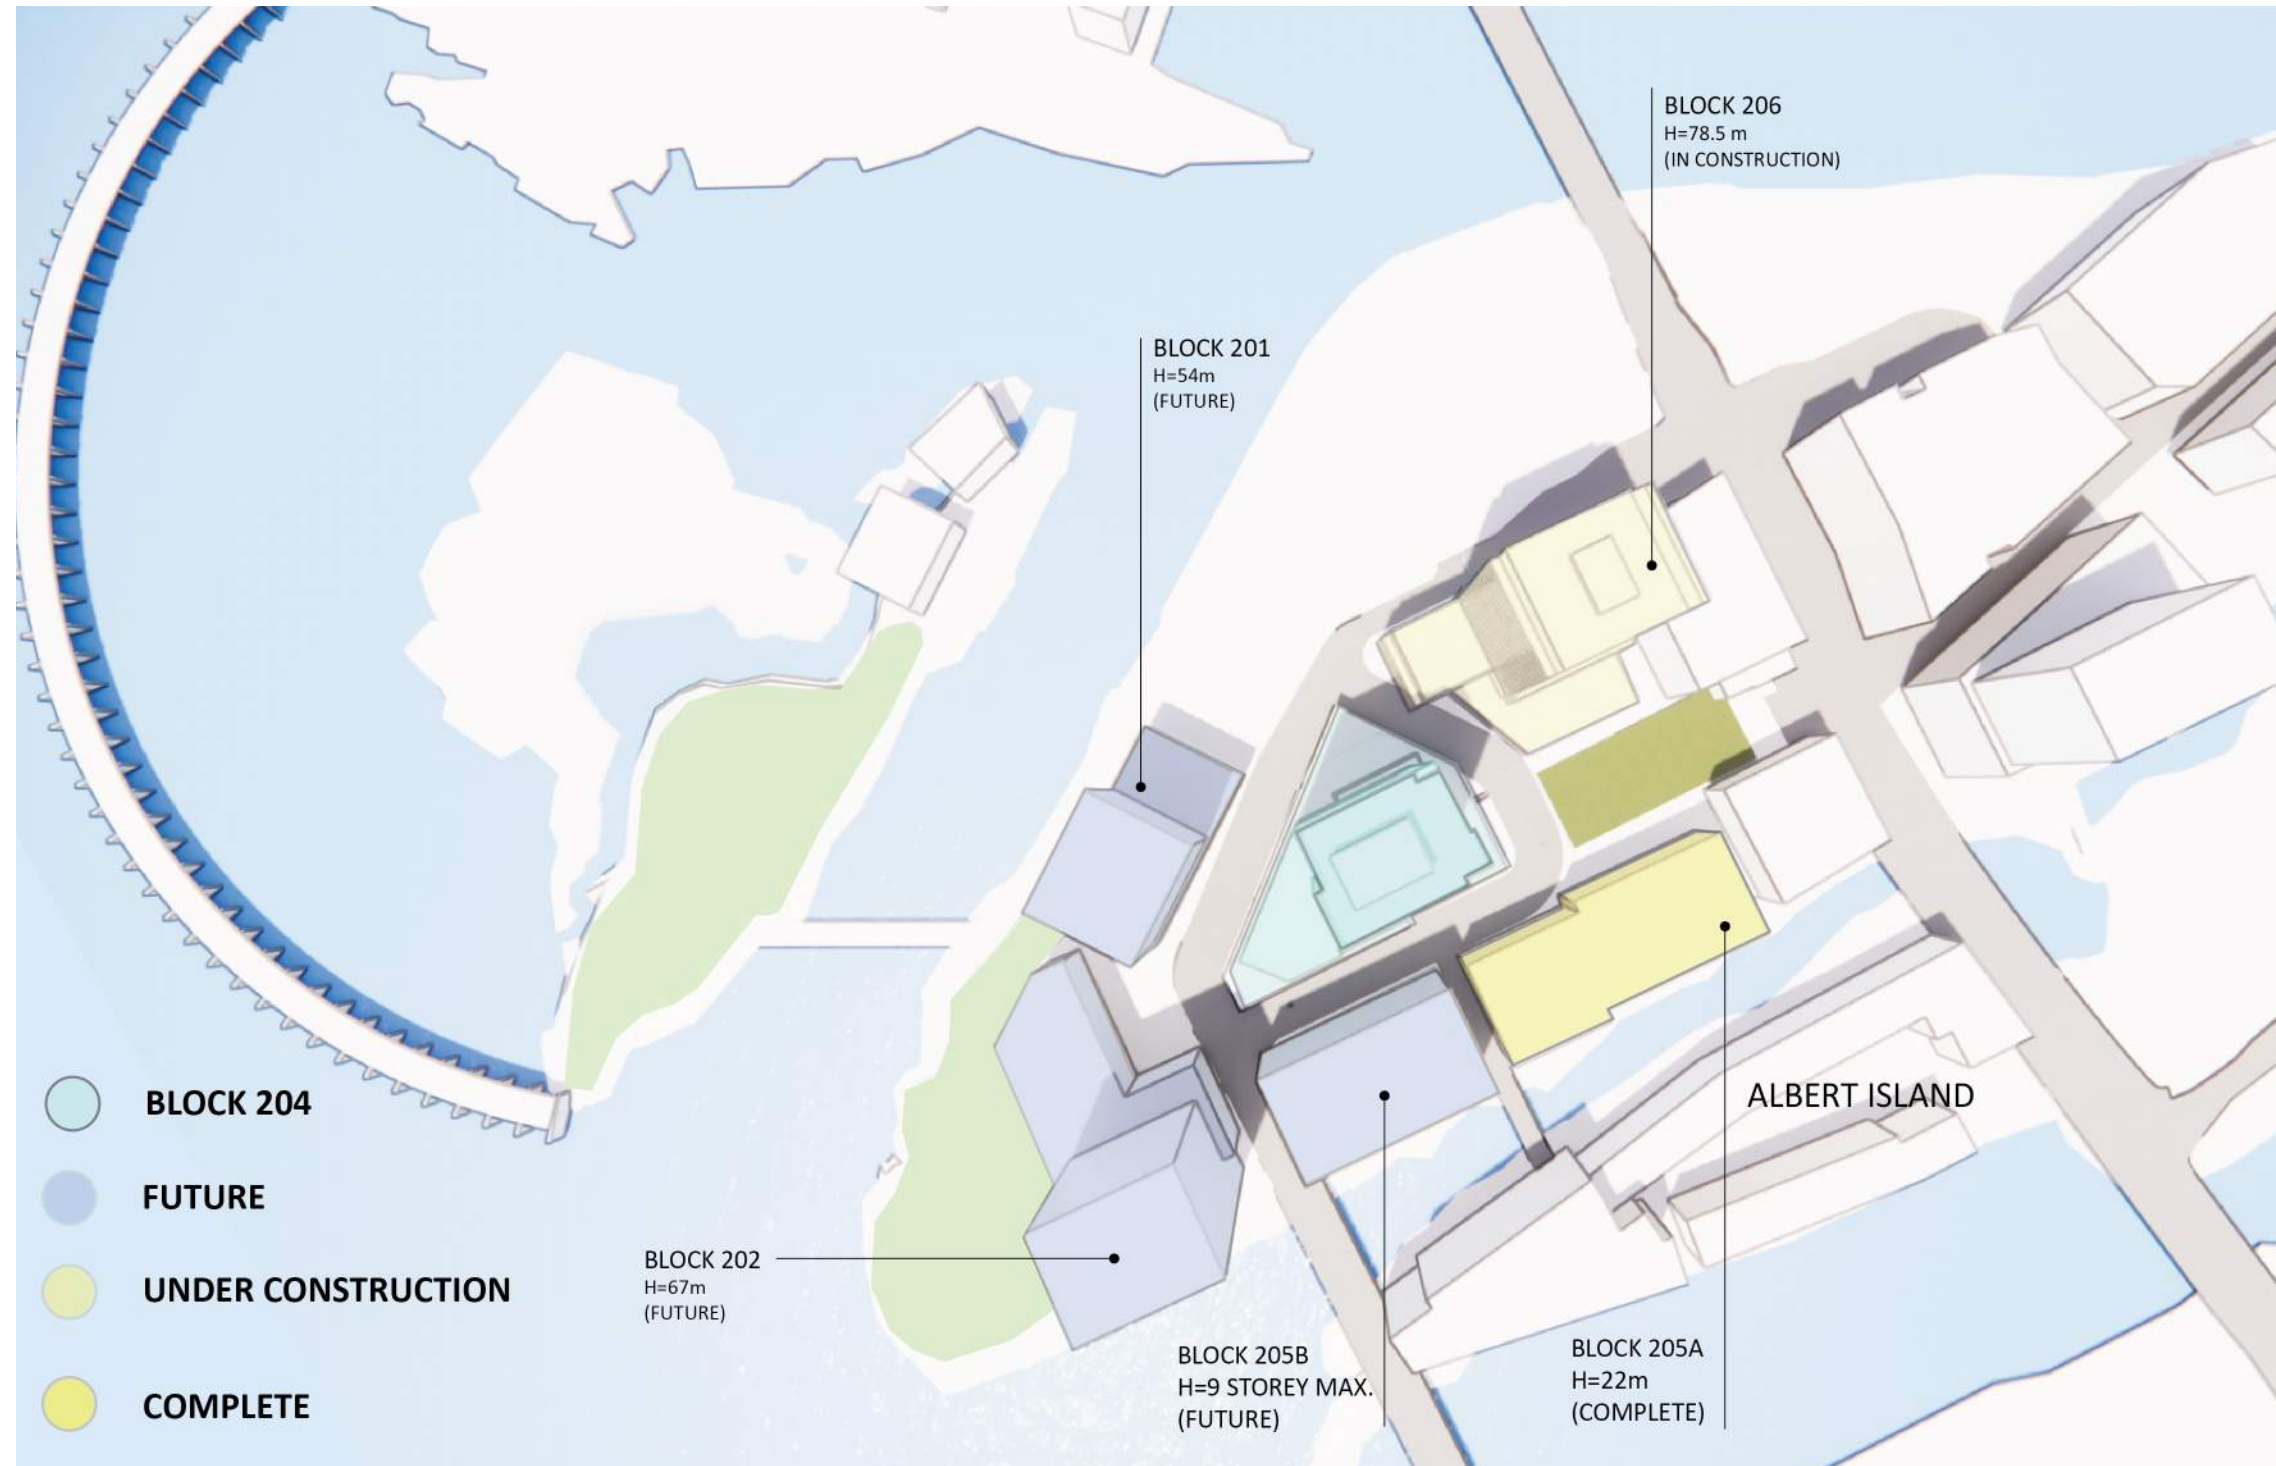 BLOCK 206
H=78.5 m
(IN CONSTRUCTION)
BLOCK 201
H=54m
(FUTURE)
ALBERT ISLAND
BLOCK 204
FUTURE
UNDER CONSTRUCTION
COMPLETE
BLOCK 202
H=67m
(FUTURE)
BLOCK 205B
H=9 STOREY MAX.
(FUTURE)
BLOCK 205A
H=22m
(COMPLETE)